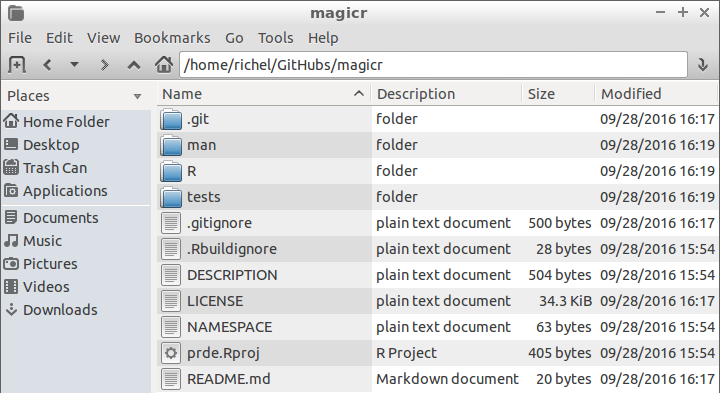 magicr
File Edit View Bookmarks Go Tools Help
/home/richel/GitHubs/magicr
Places
Home Folder
Desktop
Trash Can
Applications
Documents
Music
Pictures
Videos
Downloads
Name Description Size Modified
.git folder 09/28/2016 16:17
man folder 09/28/2016 16:19
R folder 09/28/2016 16:19
tests folder 09/28/2016 16:19
.gitignore plain text document 500 bytes 09/28/2016 16:17
.Rbuildignore plain text document 28 bytes 09/28/2016 15:54
DESCRIPTION plain text document 504 bytes 09/28/2016 15:54
LICENSE plain text document 34.3 KiB 09/28/2016 16:17
NAMESPACE plain text document 63 bytes 09/28/2016 15:54
prde.Rproj R Project 405 bytes 09/28/2016 15:54
README.md Markdown document 20 bytes 09/28/2016 16:17